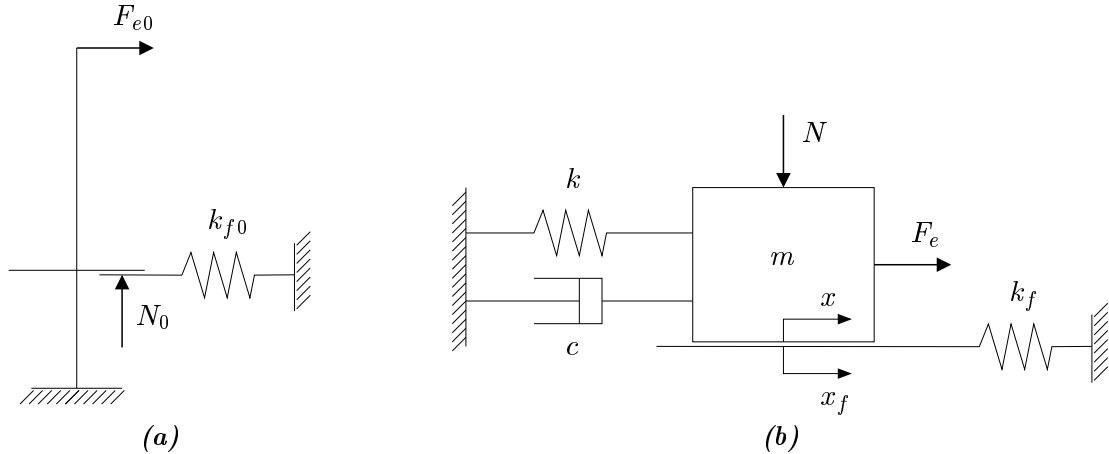 F_{e0}
k_{f0}
N_0
(a)
N
k
F_e
m
k_f
x
c
x_f
(b)